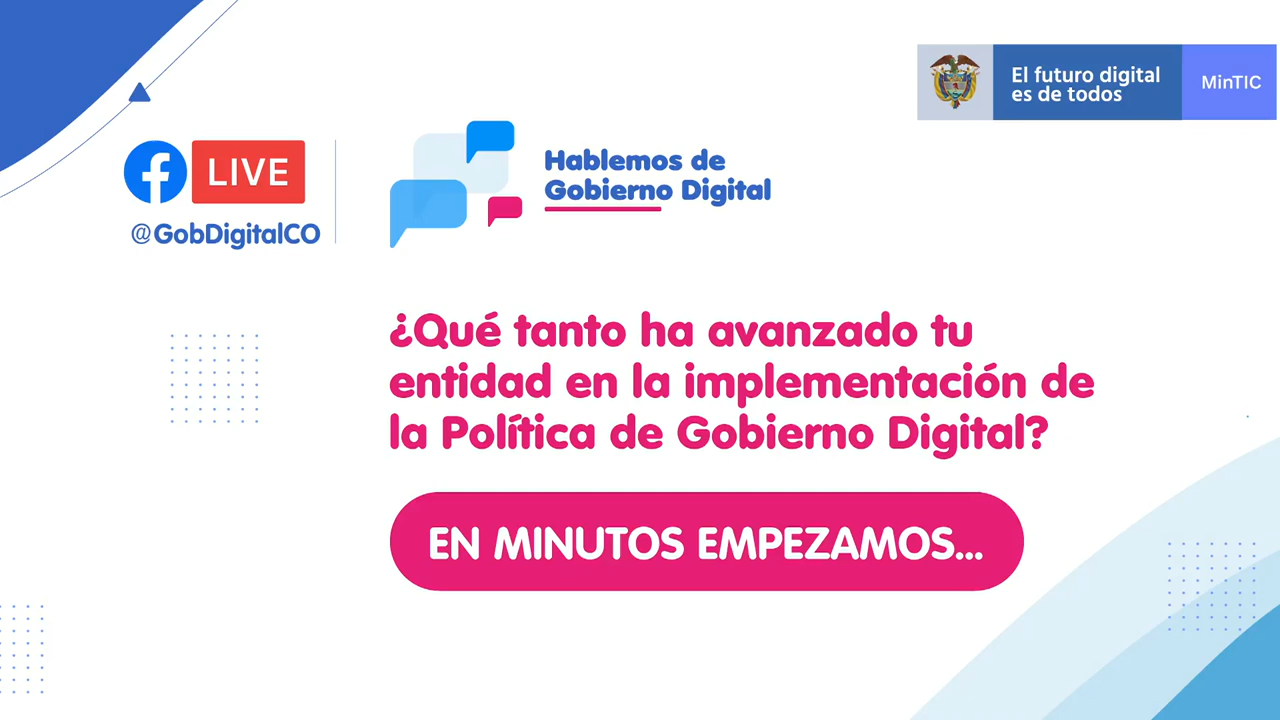 El futuro digital
es de todos
MinTIC
LIVE
@GobDigitalCO
Hablemos de
Gobierno Digital
¿Qué tanto ha avanzado tu
entidad en la implementación de
la Política de Gobierno Digital?
EN MINUTOS EMPEZAMOS...